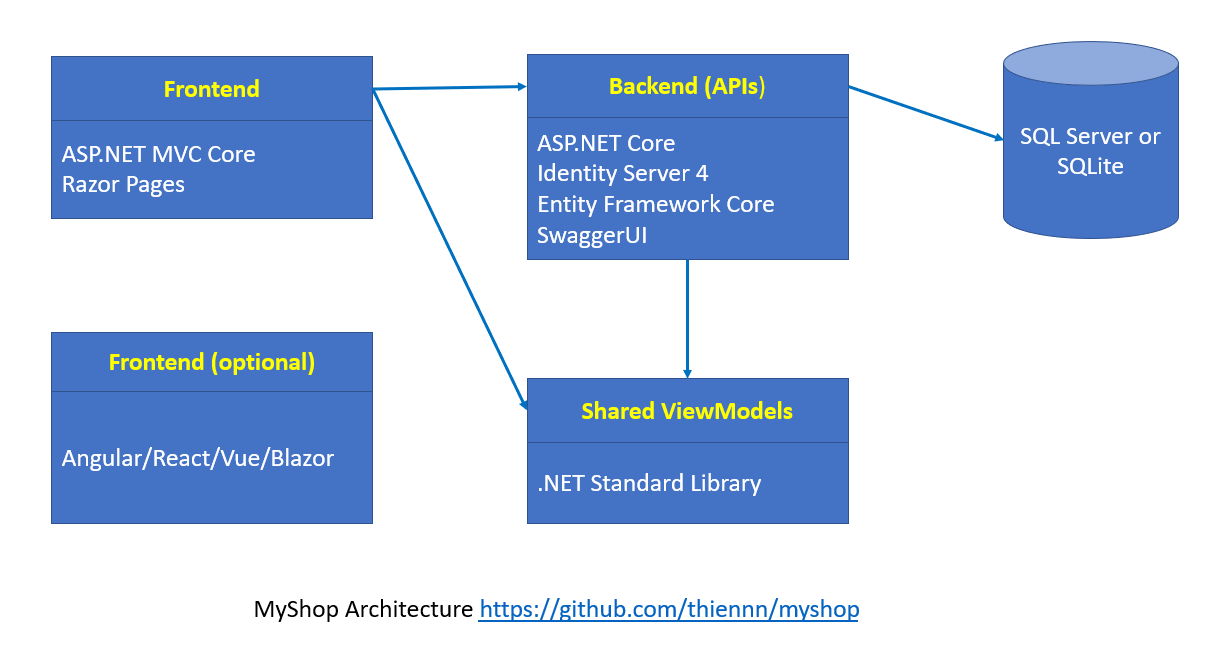 Frontend
ASP.NET MVC Core
Razor Pages
Backend (APIs)
ASP.NET Core
Identity Server 4
Entity Framework Core
SwaggerUI
SQL Server or
SQLite
Frontend (optional)
Angular/React/Vue/Blazor
Shared ViewModels
.NET Standard Library
MyShop Architecture https://github.com/thiennn/myshop